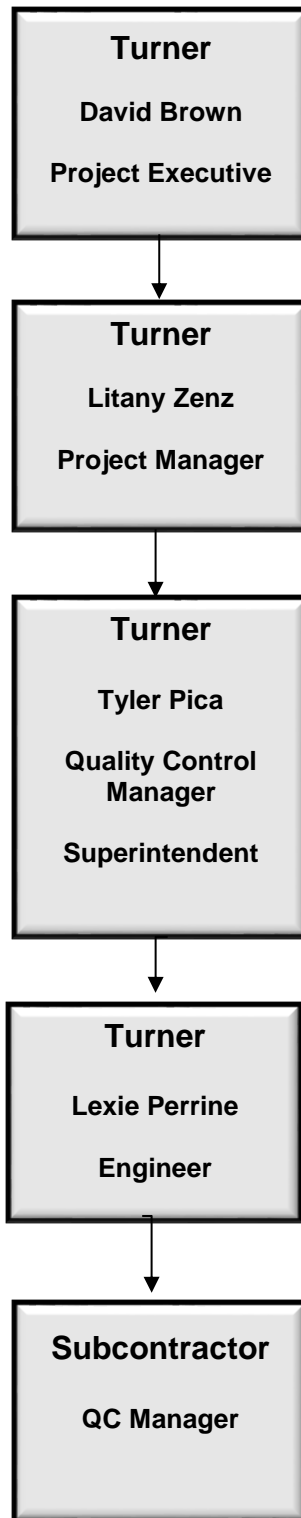 Turner
David Brown
Project Executive
Turner
Litany Zenz
Project Manager
Turner
Tyler Pica
Quality Control
Manager
Superintendent
Turner
Lexie Perrine
Engineer
Subcontractor
QC Manager